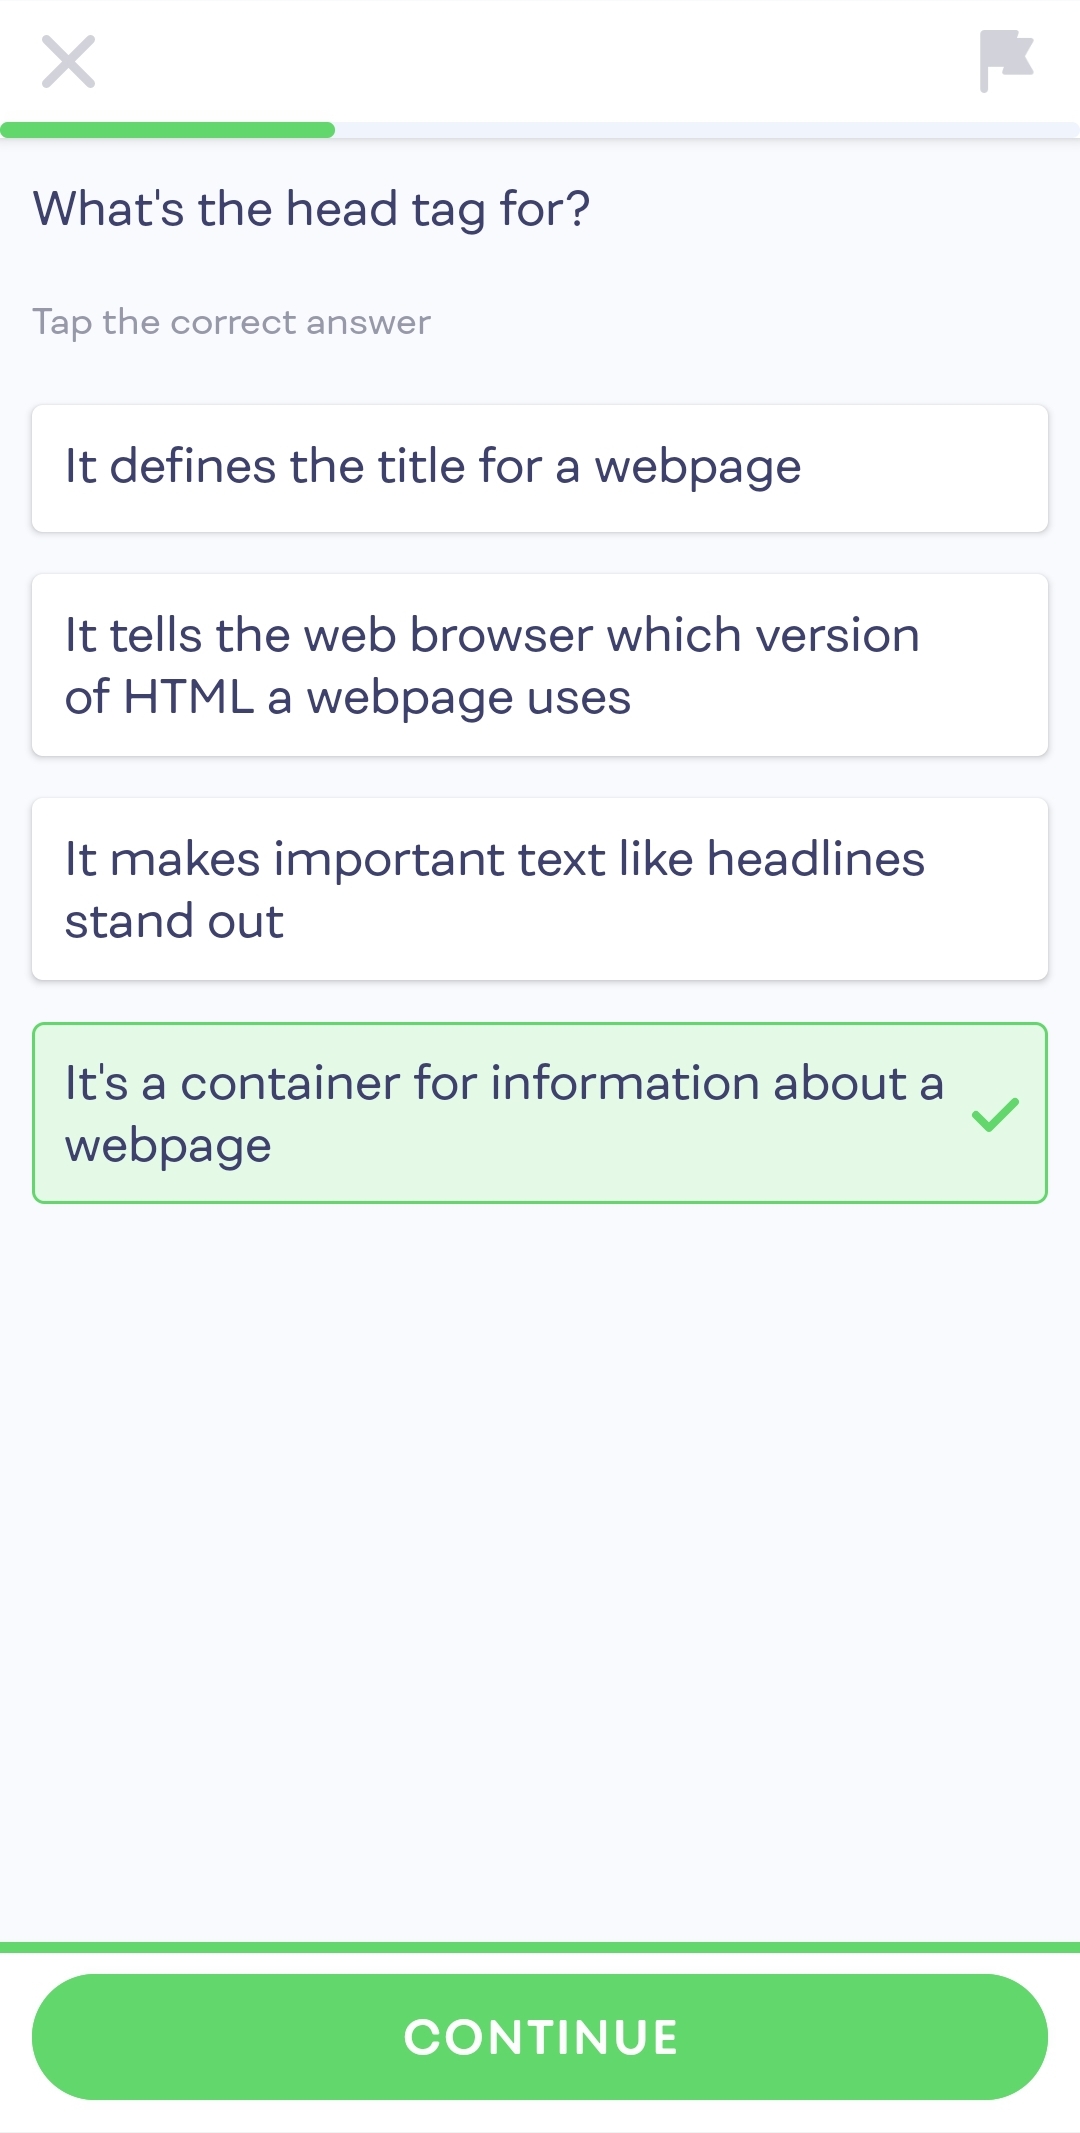 What's the head tag for?
Tap the correct answer
It defines the title for a webpage
It tells the web browser which version
of HTML a webpage uses
It makes important text like headlines
stand out
It's a container for information about a
webpage
CONTINUE